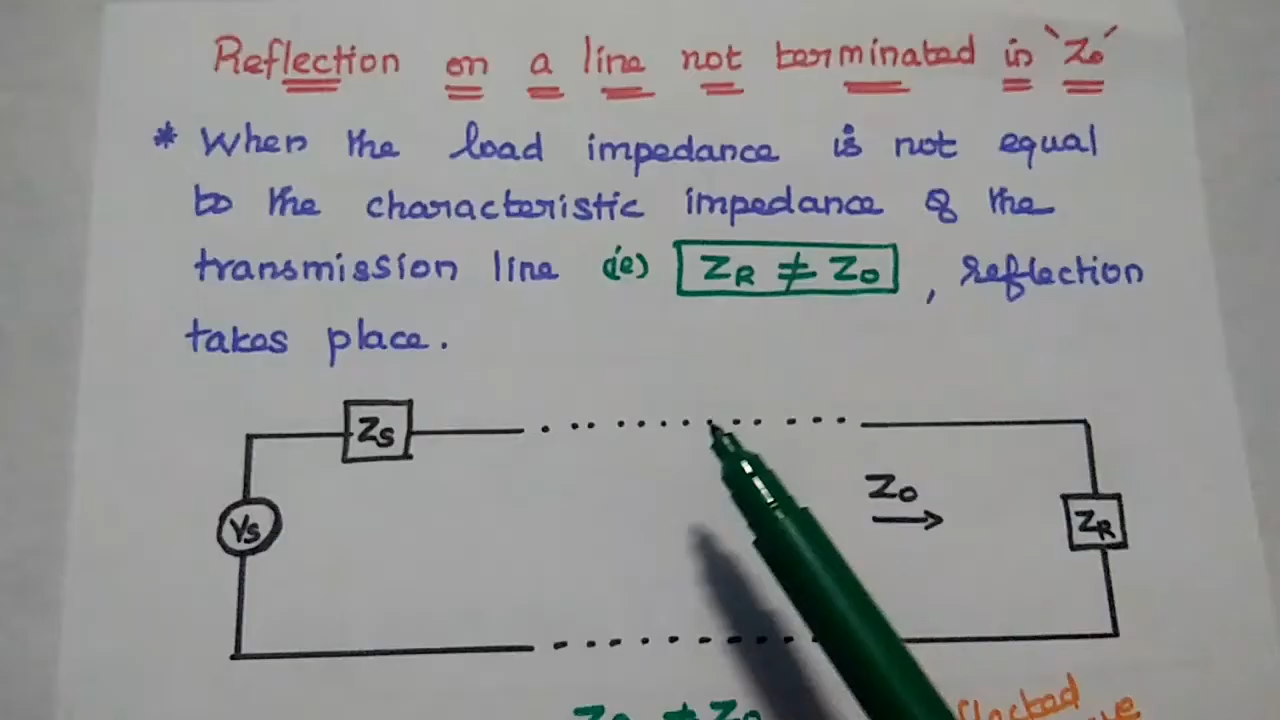 Reflection on a line not terminated in 'Z0'
* When the load impedance is not equal
to the characteristic impedance of the
transmission line (ie) ZR ≠ Z0, reflection
takes place.
ZS
Z0
VS
ZR
≠ Z0